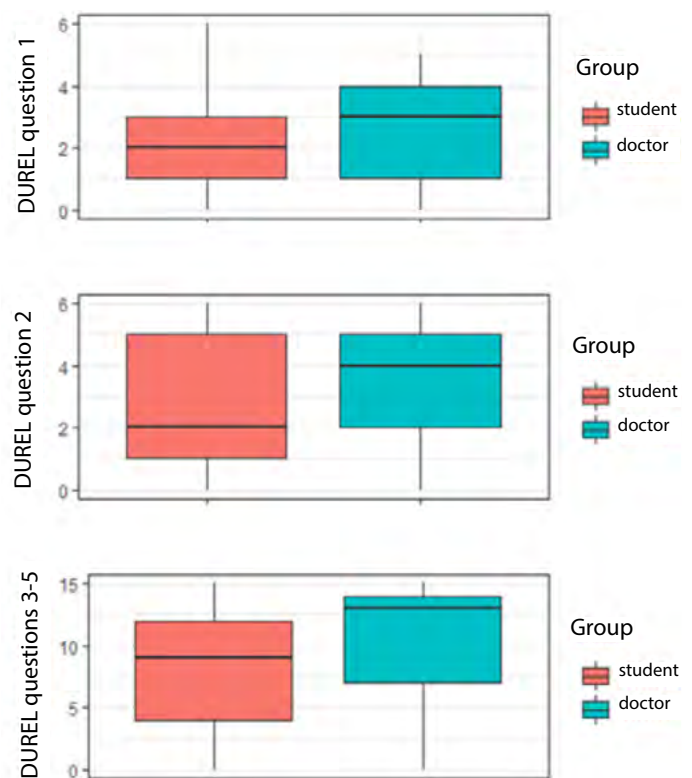 DUREL question 1
6
4
2
0
Group
student
doctor
DUREL question 2
6
4
2
0
Group
student
doctor
DUREL questions 3-5
15
10
5
0
Group
student
doctor